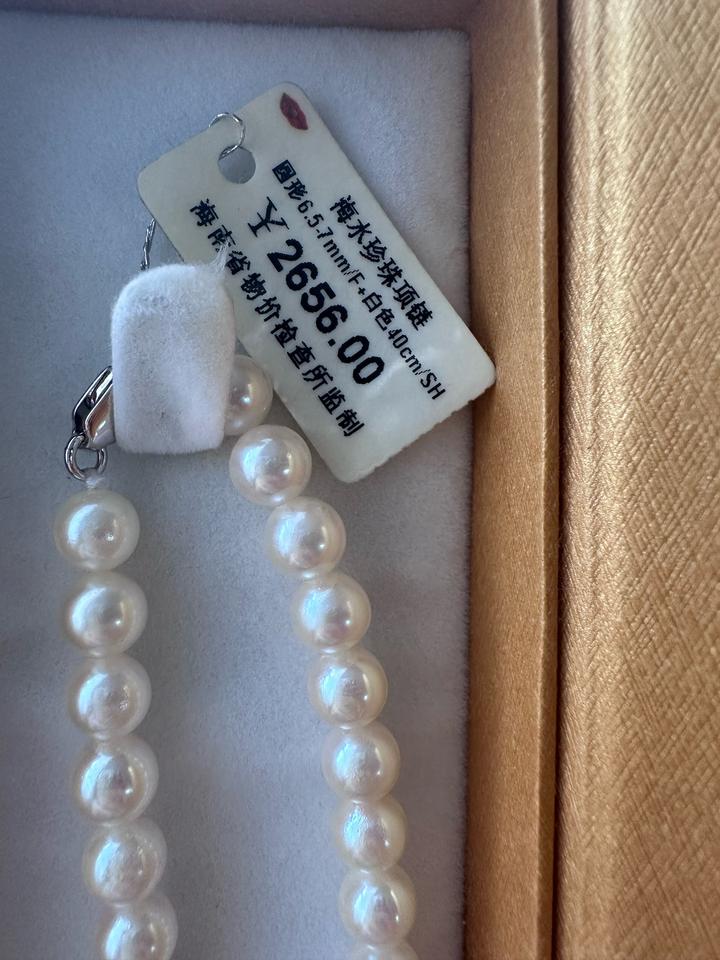 海水珍珠项链
圆形6.5-7mm/F+白色40cm/SH
￥2656.00
海南省物价检查所监制